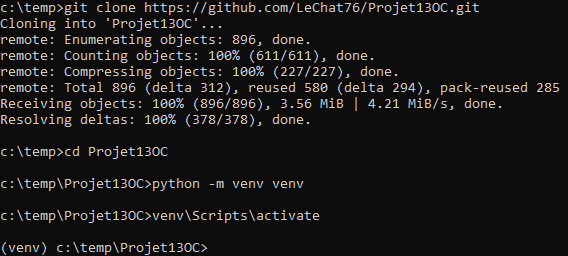 c:\temp>git clone https://github.com/LeChat76/Projet13OC.git
Cloning into 'Projet13OC'...
remote: Enumerating objects: 896, done.
remote: Counting objects: 100% (611/611), done.
remote: Compressing objects: 100% (227/227), done.
remote: Total 896 (delta 312), reused 580 (delta 294), pack-reused 285
Receiving objects: 100% (896/896), 3.56 MiB | 4.21 MiB/s, done.
Resolving deltas: 100% (378/378), done.
c:\temp>cd Projet13OC
c:\temp\Projet13OC>python -m venv venv
c:\temp\Projet13OC>venv\Scripts\activate
(venv) c:\temp\Projet13OC>